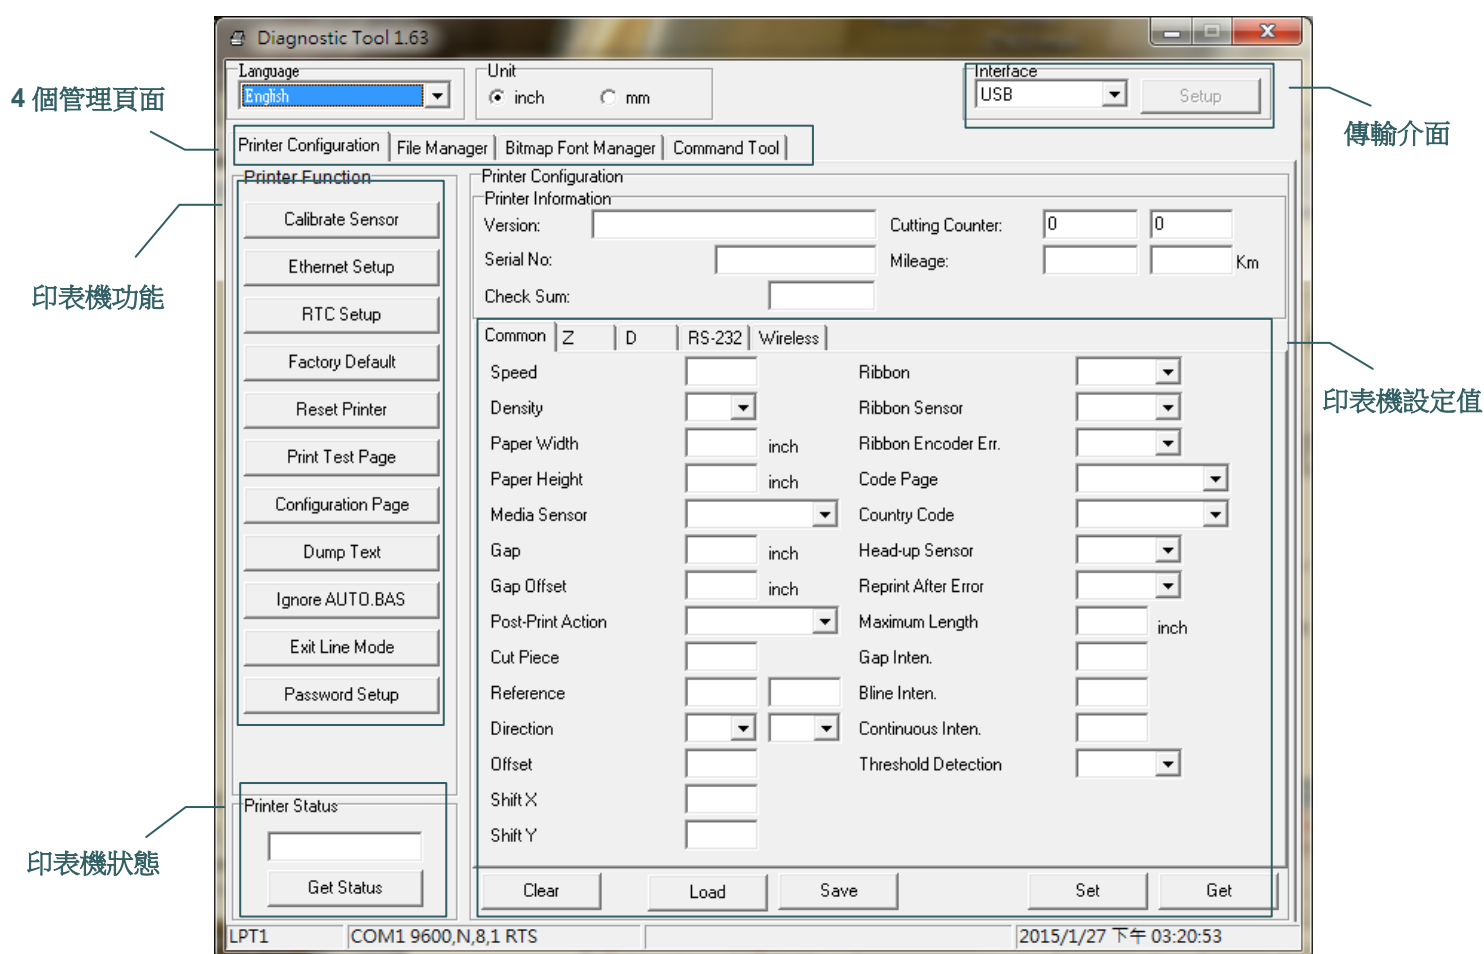 Diagnostic Tool 1.63
Language
English
Unit
inch
mm
Interface
USB
Setup
4 個管理頁面
傳輸介面
Printer Configuration
File Manager
Bitmap Font Manager
Command Tool
Printer Function
Calibrate Sensor
Ethernet Setup
RTC Setup
Factory Default
Reset Printer
Print Test Page
Configuration Page
Dump Text
Ignore AUTO.BAS
Exit Line Mode
Password Setup
印表機功能
Printer Status
Get Status
印表機狀態
Printer Configuration
Printer Information
Version:
Cutting Counter:
0
0
Serial No:
Mileage:
Km
Check Sum:
Common
Z
D
RS-232
Wireless
印表機設定值
Speed
Ribbon
Density
Ribbon Sensor
Paper Width
inch
Ribbon Encoder Err.
Paper Height
inch
Code Page
Media Sensor
Country Code
Gap
inch
Head-up Sensor
Gap Offset
inch
Reprint After Error
Post-Print Action
Maximum Length
inch
Cut Piece
Gap Inten.
Reference
Bline Inten.
Direction
Continuous Inten.
Offset
Threshold Detection
Shift X
Shift Y
Clear
Load
Save
Set
Get
LPT1
COM1 9600,N,8,1 RTS
2015/1/27 下午 03:20:53